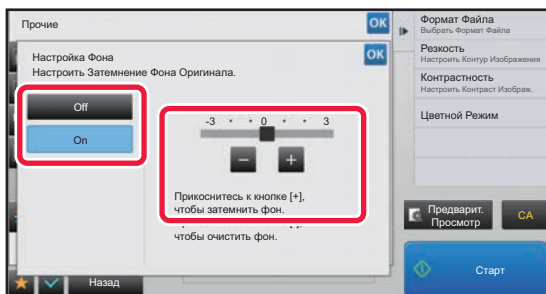 Прочие
OK
Настройка Фона
OK
Настроить Затемнение Фона Оригинала.
Off
On
-3 • • 0 • • 3
− +
Прикоснитесь к кнопке [+],
чтобы затемнить фон.
чтобы очистить фон.
Назад
Формат Файла
Выбрать Формат Файла
Резкость
Настроить Контур Изображения
Контрастность
Настроить Контраст Изображ.
Цветной Режим
Предварит.
Просмотр
CA
Старт